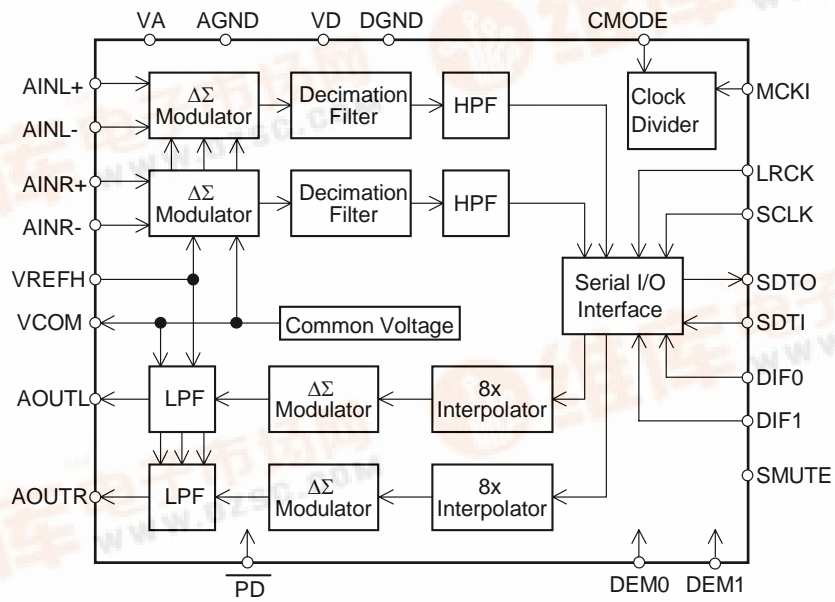 VA AGND VD DGND CMODE
AINL+
AINL-
AINR+
AINR-
VREFH
VCOM
AOUTL
AOUTR
ΔΣ
Modulator
Decimation
Filter
HPF
Clock
Divider
ΔΣ
Modulator
Decimation
Filter
HPF
Serial I/O
Interface
Common Voltage
LPF
ΔΣ
Modulator
8x
Interpolator
LPF
ΔΣ
Modulator
8x
Interpolator
MCKI
LRCK
SCLK
SDTO
SDTI
DIF0
DIF1
SMUTE
PD DEM0 DEM1